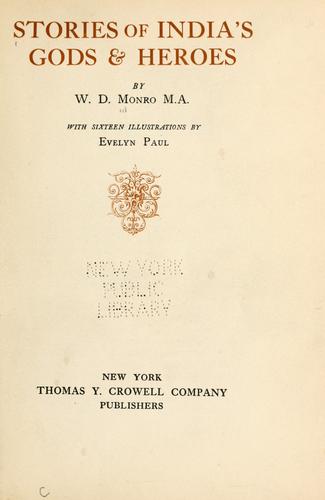 STORIES OF INDIA'S
GODS & HEROES
BY
W. D. MONRO M.A.
WITH SIXTEEN ILLUSTRATIONS BY
EVELYN PAUL
NEW YORK
PUBLIC
LIBRARY
NEW YORK
THOMAS Y. CROWELL COMPANY
PUBLISHERS
C